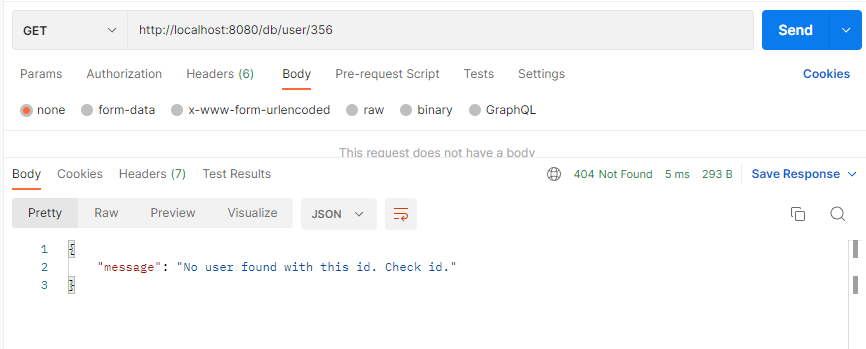 GET http://localhost:8080/db/user/356 Send
Params Authorization Headers (6) Body Pre-request Script Tests Settings Cookies
none form-data x-www-form-urlencoded raw binary GraphQL
This request does not have a body
Body Cookies Headers (7) Test Results 404 Not Found 5 ms 293 B Save Response
Pretty Raw Preview Visualize JSON
1 {
2 "message": "No user found with this id. Check id."
3 }